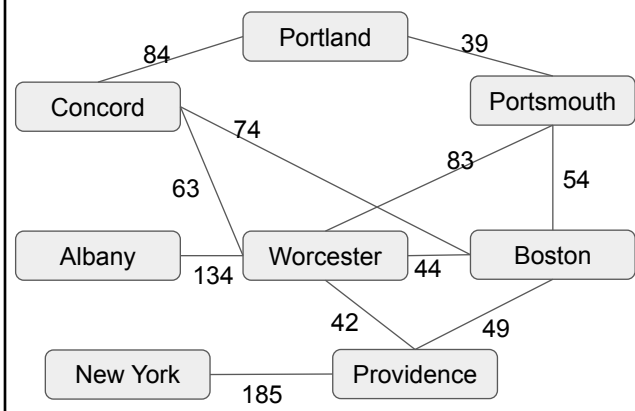 Portland
84
39
Concord
Portsmouth
74
83
63
54
Albany
Worcester
Boston
134
44
42
49
New York
Providence
185